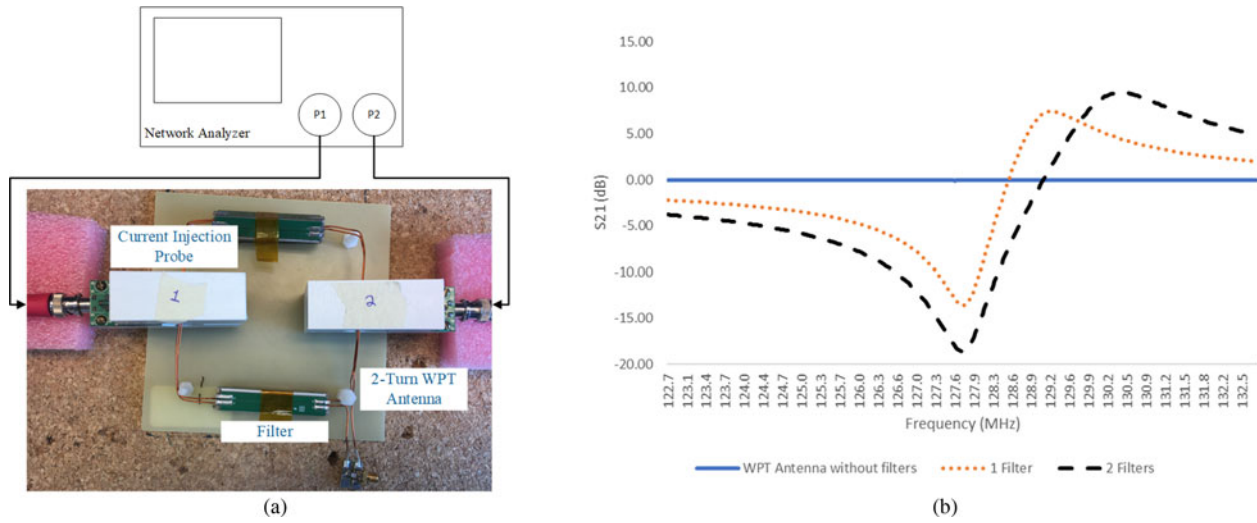 Network Analyzer
P1
P2
Current Injection
Probe
1
2
2-Turn WPT
Antenna
Filter
(a)
15.00
10.00
5.00
0.00
-5.00
-10.00
-15.00
-20.00
S21 (dB)
122.7
123.1
123.4
123.7
124.0
124.4
124.7
125.0
125.3
125.7
126.0
126.3
126.6
127.0
127.3
127.6
127.9
128.3
128.6
128.9
129.2
129.6
129.9
130.2
130.5
130.9
131.2
131.5
131.8
132.2
132.5
Frequency (MHz)
WPT Antenna without filters
1 Filter
2 Filters
(b)